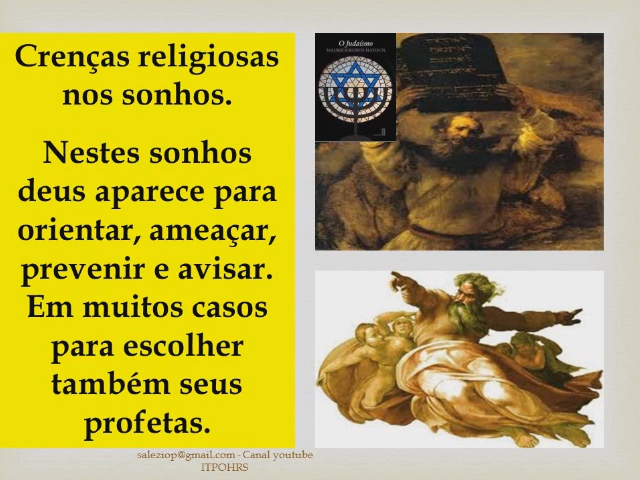 Crenças religiosas
nos sonhos.
Nestes sonhos
deus aparece para
orientar, ameaçar,
prevenir e avisar.
Em muitos casos
para escolher
também seus
profetas.
O Judaísmo
saleziop@gmail.com - Canal youtube
ITPOHRS